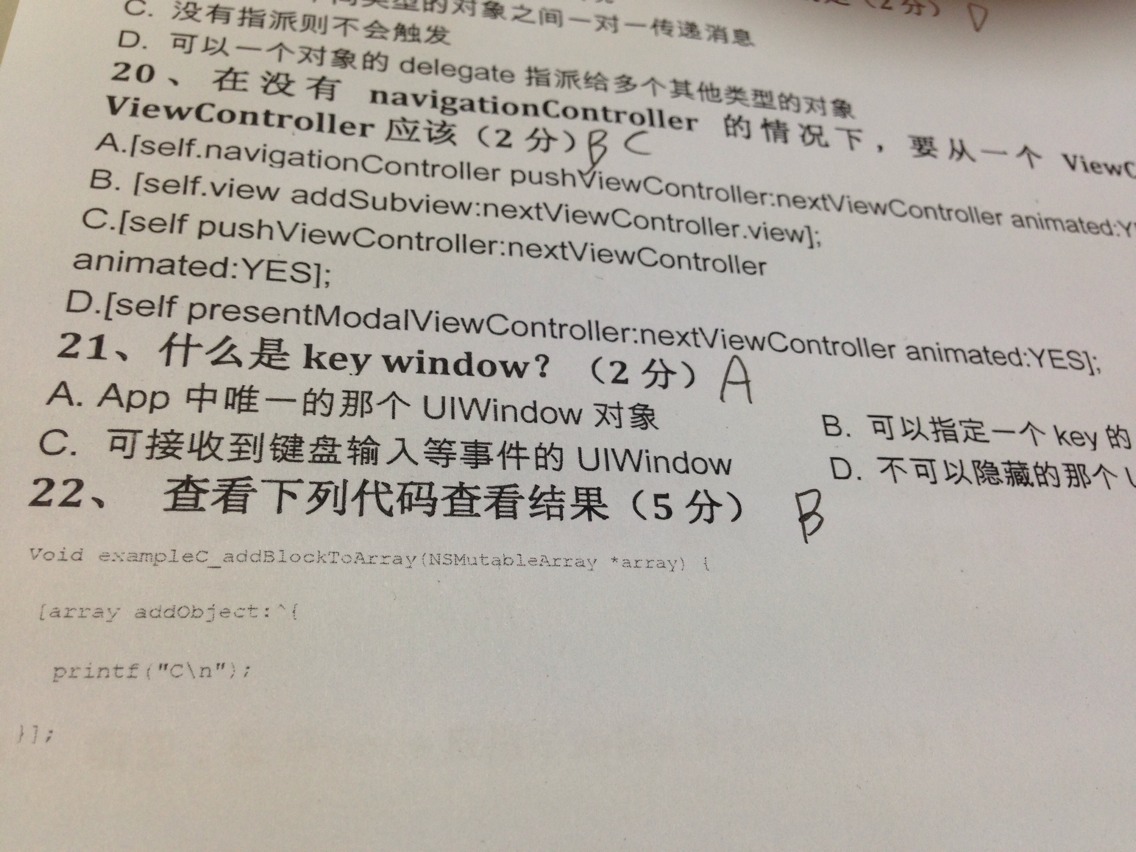 类型的对象之间一对一传递消息
(2分) D
C. 没有指派则不会触发
D. 可以一个对象的 delegate 指派给多个其他类型的对象
20、在没有 navigationController 的情况下，要从一个 ViewC
ViewController 应该（2 分）B C
A.[self.navigationController pushViewController:nextViewController animated:Y
B. [self.view addSubview:nextViewController.view];
C.[self pushViewController:nextViewController
animated:YES];
D.[self presentModalViewController:nextViewController animated:YES];
21、什么是 key window？（2 分）A
A. App 中唯一的那个 UIWindow 对象 B. 可以指定一个 key 的
C. 可接收到键盘输入等事件的 UIWindow D. 不可以隐藏的那个
22、 查看下列代码查看结果（5 分） B
Void exampleC_addBlockToArray(NSMutableArray *array) {
[array addObject:^{
printf("C\n");
}];